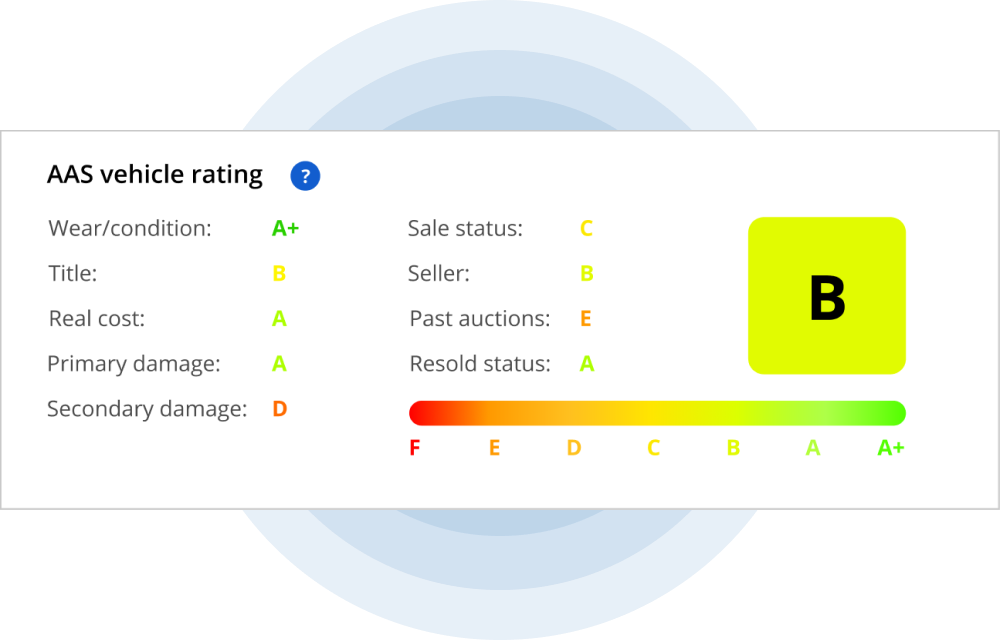 AAS vehicle rating ?
Wear/condition: A+
Title: B
Real cost: A
Primary damage: A
Secondary damage: D
Sale status: C
Seller: B
Past auctions: E
Resold status: A
B
F E D C B A A+